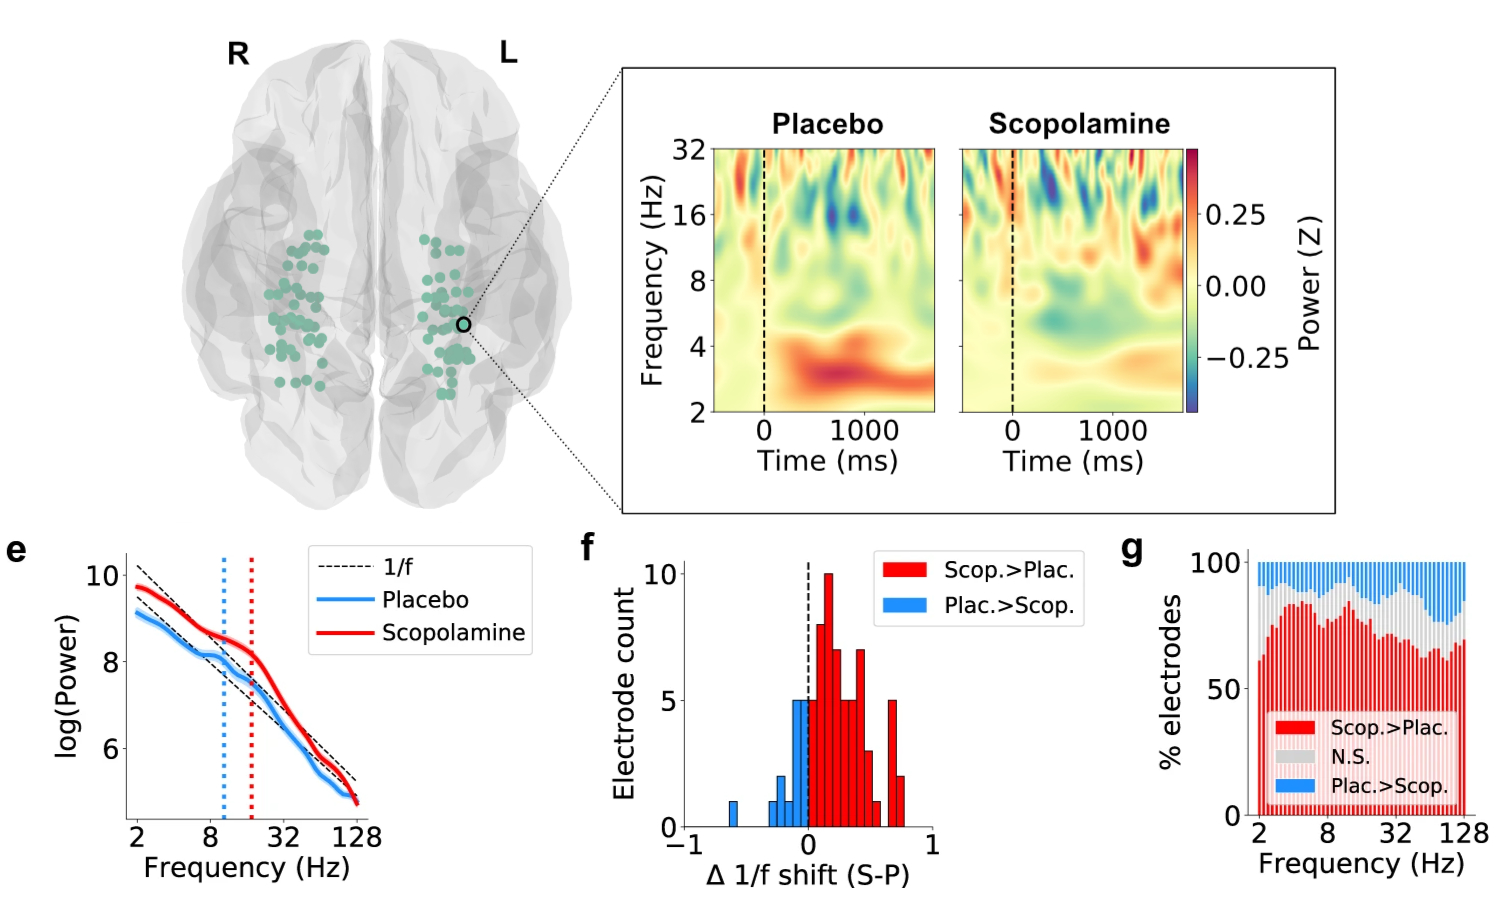 R
L
Placebo
Scopolamine
32
16
8
4
2
Frequency (Hz)
0
1000
Time (ms)
0
1000
Time (ms)
0.25
0.00
−0.25
Power (Z)
e
10
8
6
log(Power)
1/f
Placebo
Scopolamine
2
8
32
128
Frequency (Hz)
f
10
5
0
Electrode count
Scop.>Plac.
Plac.>Scop.
−1
0
1
Δ 1/f shift (S-P)
g
100
50
0
% electrodes
Scop.>Plac.
N.S.
Plac.>Scop.
2
8
32
128
Frequency (Hz)